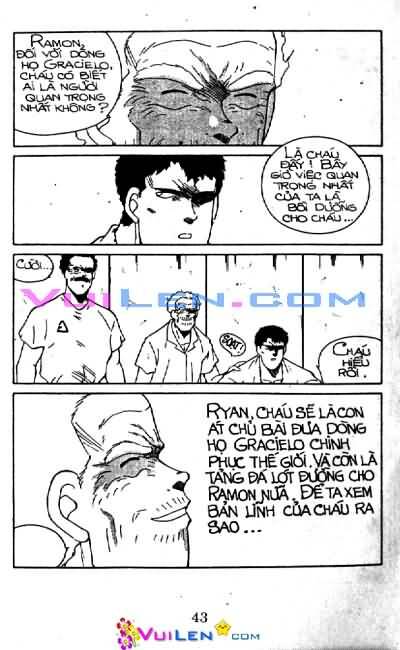 RAMON,
ĐỐI VỚI DÒNG
HỌ GRACIELO,
CHÁU CÓ BIẾT
AI LÀ NGƯỜI
QUAN TRỌNG
NHẤT KHÔNG?
LÀ CHÁU
ĐẤY! BÂY
GIỜ VIỆC QUAN
TRỌNG NHẤT
CỦA TA LÀ
BỒI DƯỠNG
CHO CHÁU...
CƯỜI...
VUILEN.COM
CHÁU
HIỂU
RỒI.
RYAN, CHÁU SẼ LÀ CON
ÁT CHỦ BÀI ĐƯA DÒNG
HỌ GRACIELO CHINH
PHỤC THẾ GIỚI. VÀ CÒN LÀ
TẢNG ĐÁ LÓT ĐƯỜNG CHO
RAMON NỮA. ĐỂ TA XEM
BẢN LĨNH CỦA CHÁU RA
SAO...
43
VUILEN.COM